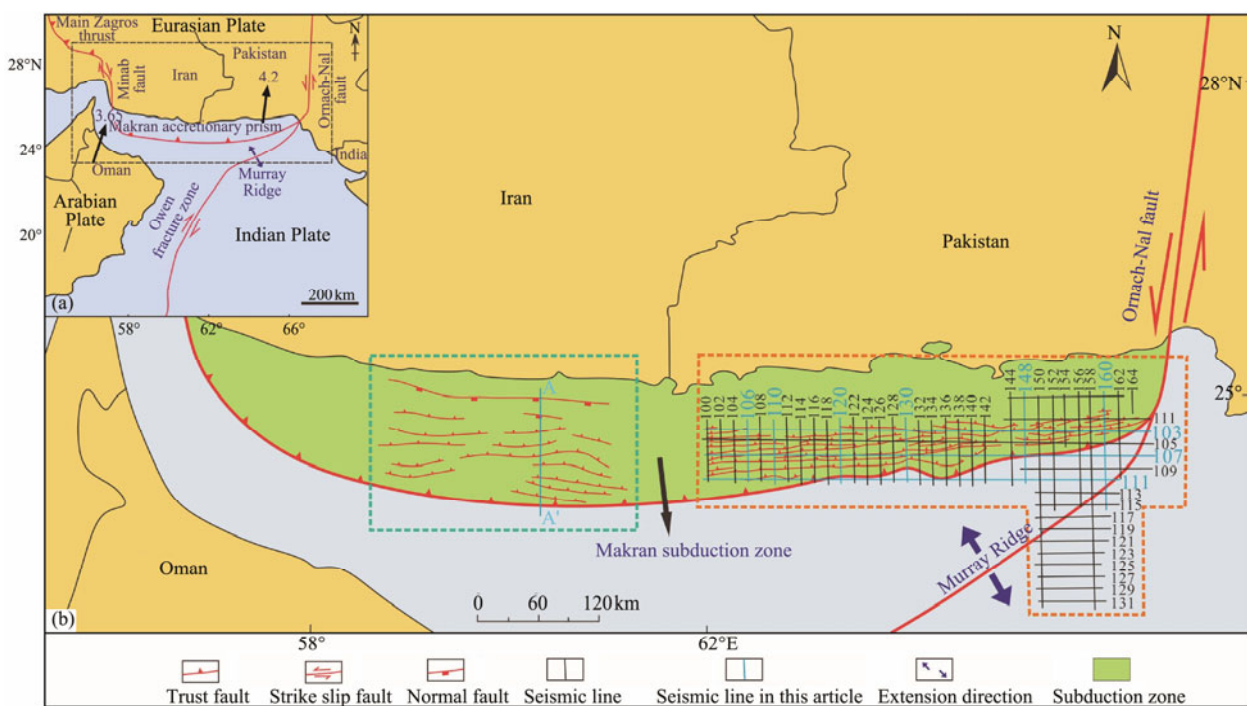 Main Zagros
thrust
Eurasian Plate
N
28°N
Minab
fault
Iran
Pakistan
4.2
Ornach-Nal
fault
3.65
Makran accretionary prism
24°
Oman
India
Murray
Ridge
Arabian
Plate
Owen
fracture zone
20°
Indian Plate
(a)
200 km
58°
62°
66°
N
28°N
Iran
Pakistan
Ornach-Nal fault
25°
A
A'
100
102
104
106
108
110
112
114
116
118
120
122
124
126
128
130
132
134
136
138
140
142
144
148
150
152
154
156
158
160
162
164
111
103
105
107
109
111
113
115
117
119
121
123
125
127
129
131
Makran subduction zone
Murray Ridge
Oman
0 60 120 km
(b)
58°
62°E
Trust fault
Strike slip fault
Normal fault
Seismic line
Seismic line in this article
Extension direction
Subduction zone